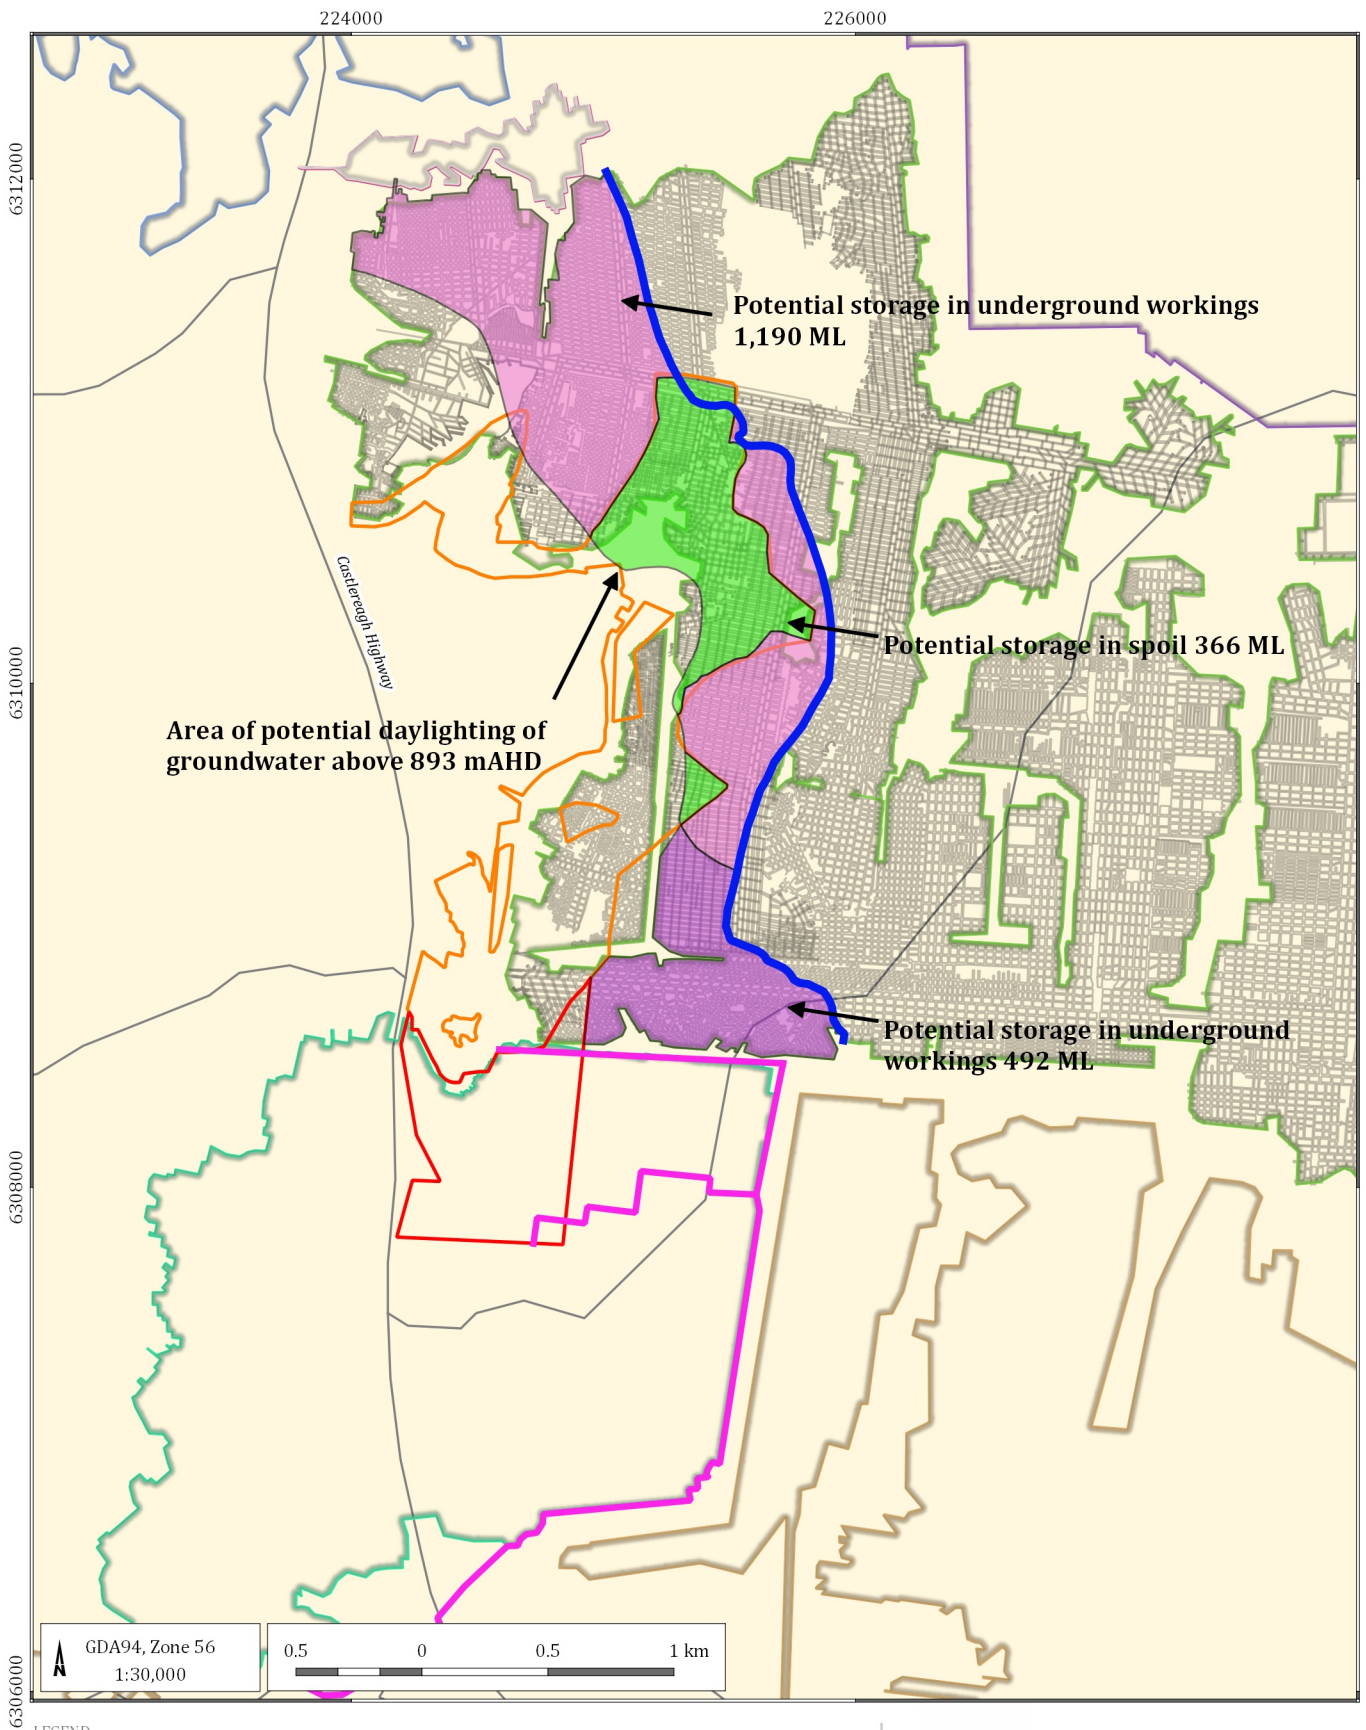 224000
226000
6312000
Potential storage in underground workings
1,190 ML
Castlereagh Highway
Potential storage in spoil 366 ML
6310000
Area of potential daylighting of
groundwater above 893 mAHD
Potential storage in underground
workings 492 ML
6308000
GDA94, Zone 56
1:30,000
N
0.5
0
0.5
1 km
6306000
LEGEND